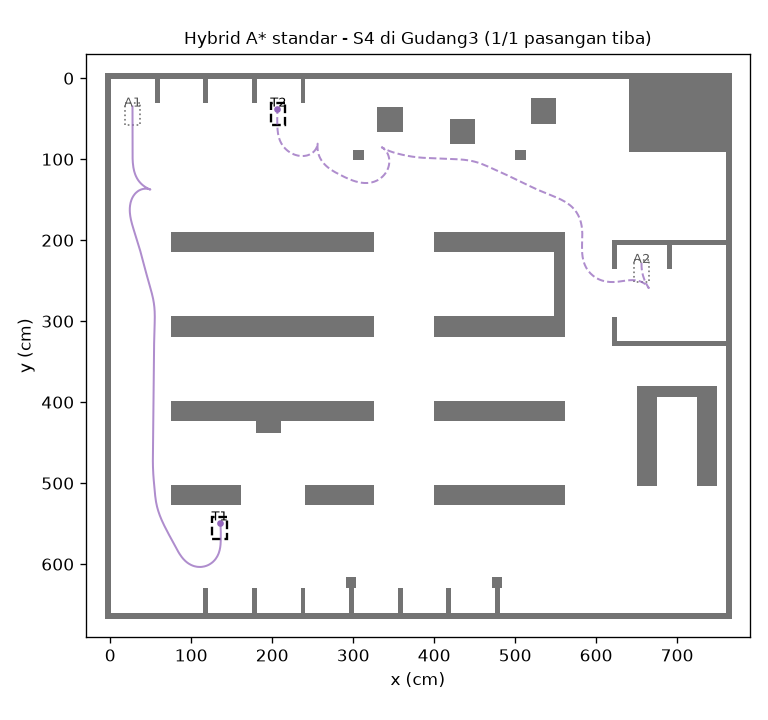 Hybrid A* standar - S4 di Gudang3 (1/1 pasangan tiba)
0
100
200
300
400
500
600
y (cm)
A1
T2
A2
T1
0 100 200 300 400 500 600 700
x (cm)